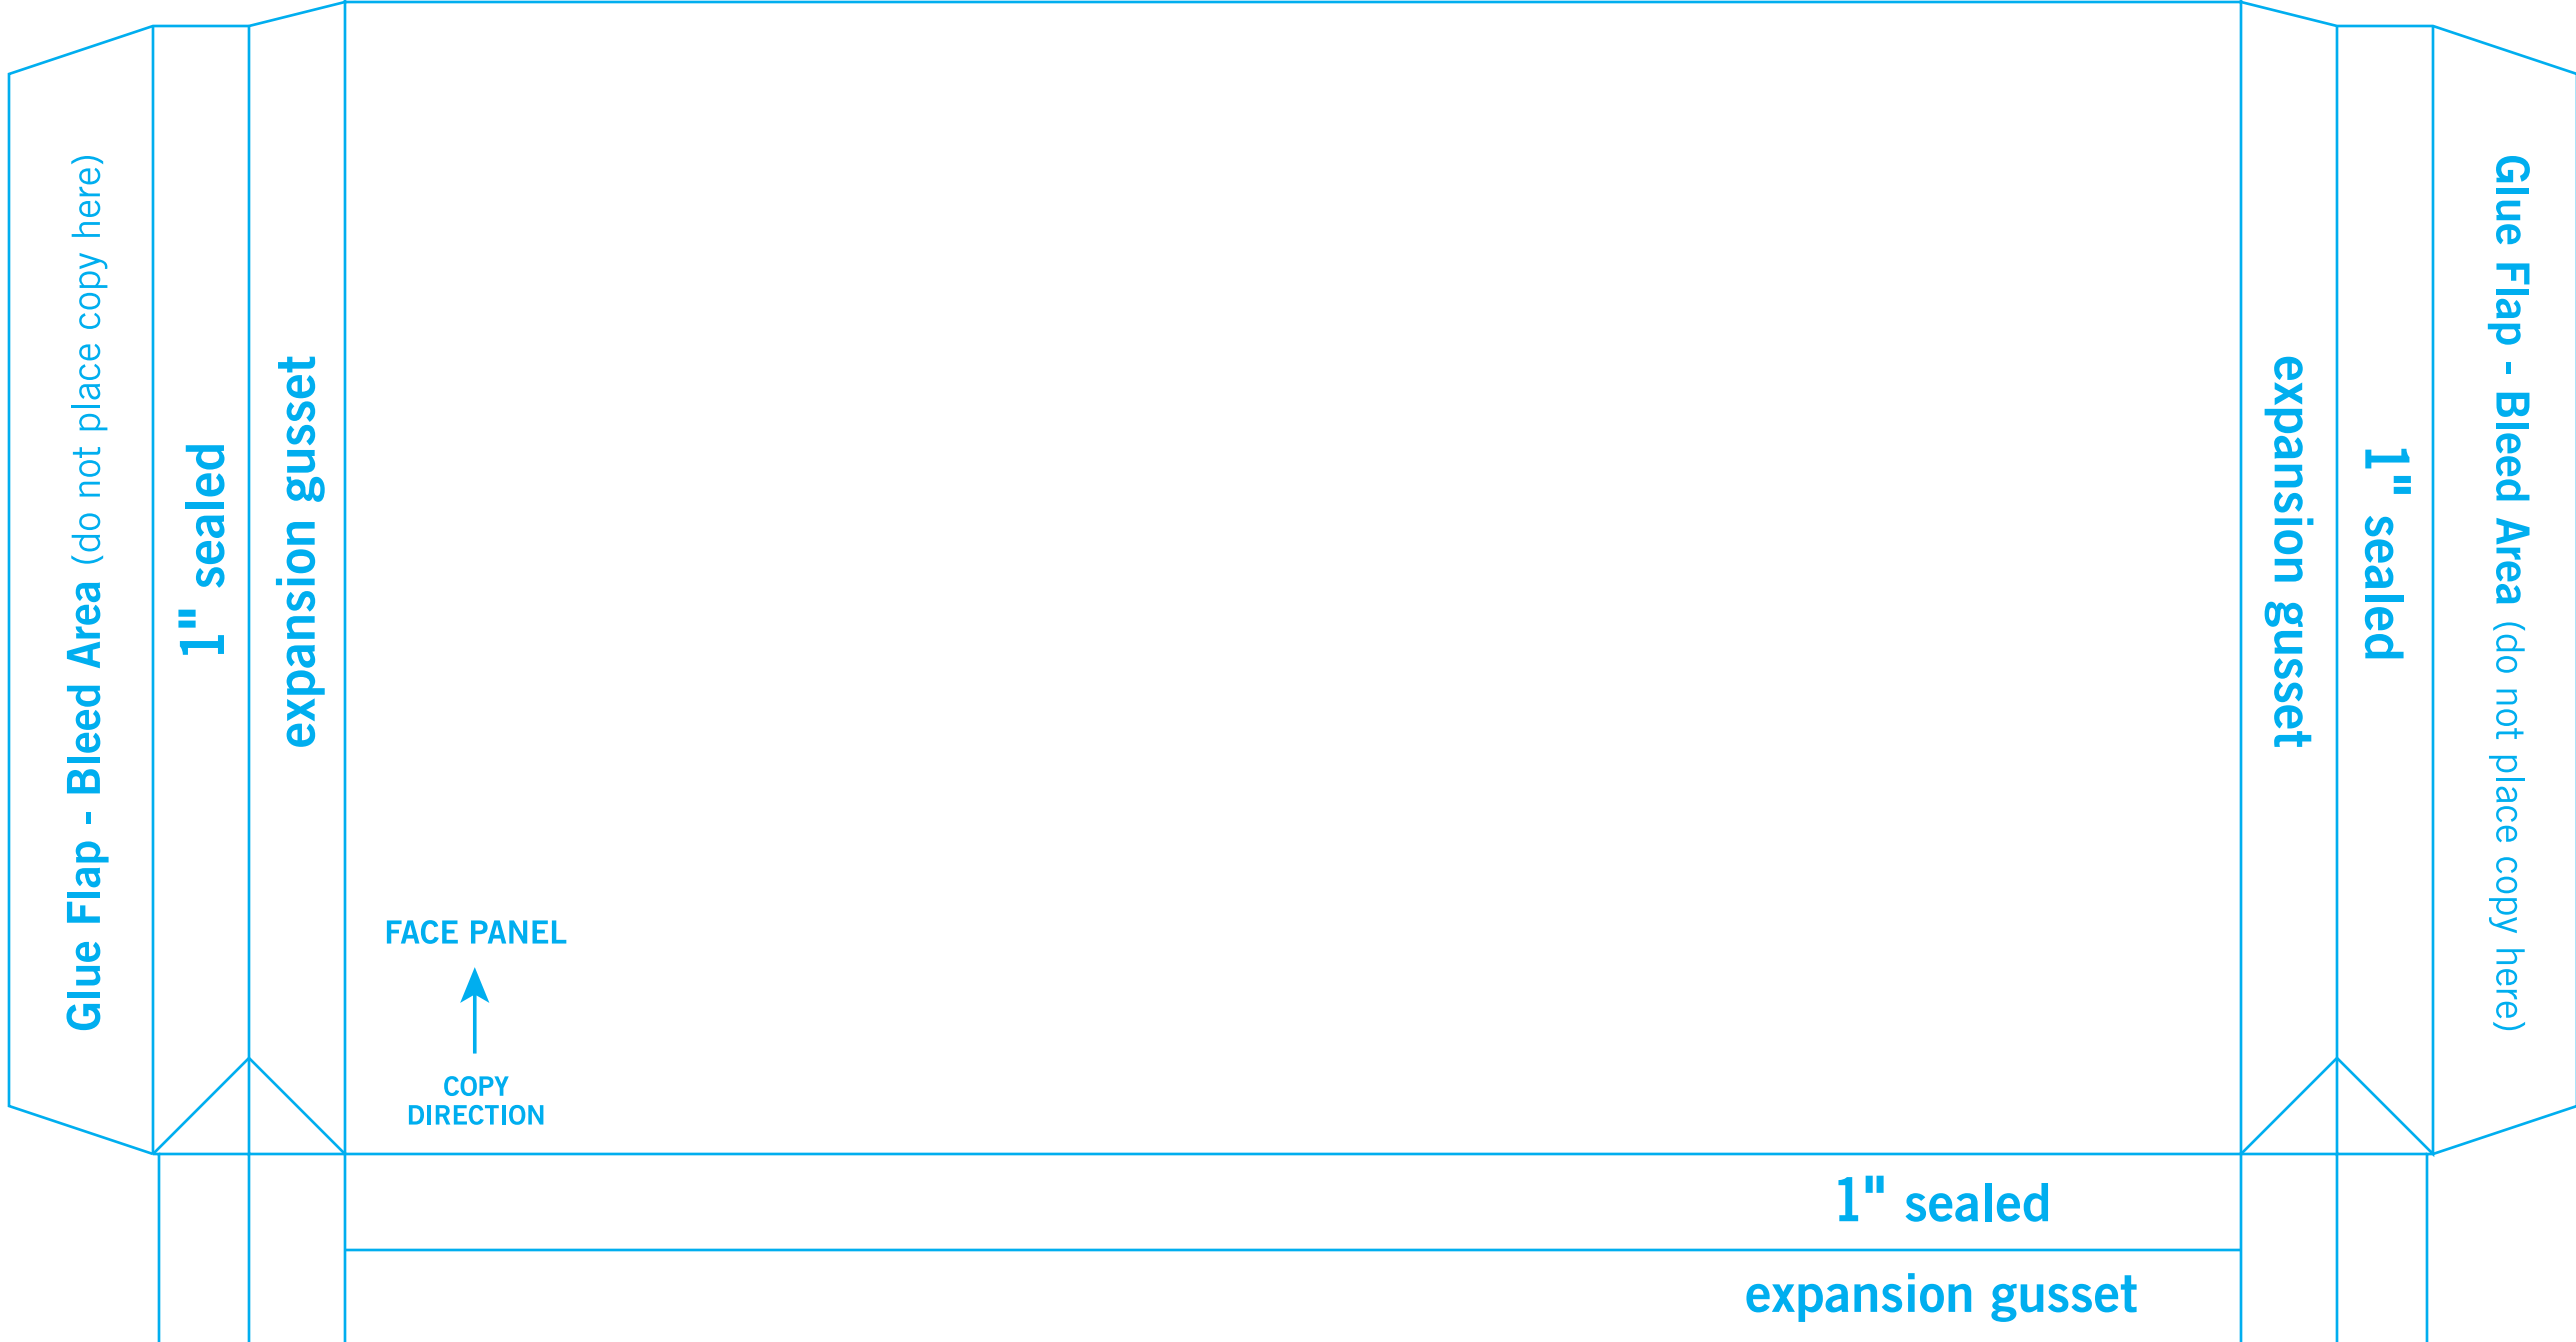 Glue Flap - Bleed Area (do not place copy here)
1" sealed
expansion gusset
FACE PANEL
COPY
DIRECTION
expansion gusset
1" sealed
Glue Flap - Bleed Area (do not place copy here)
1" sealed
expansion gusset